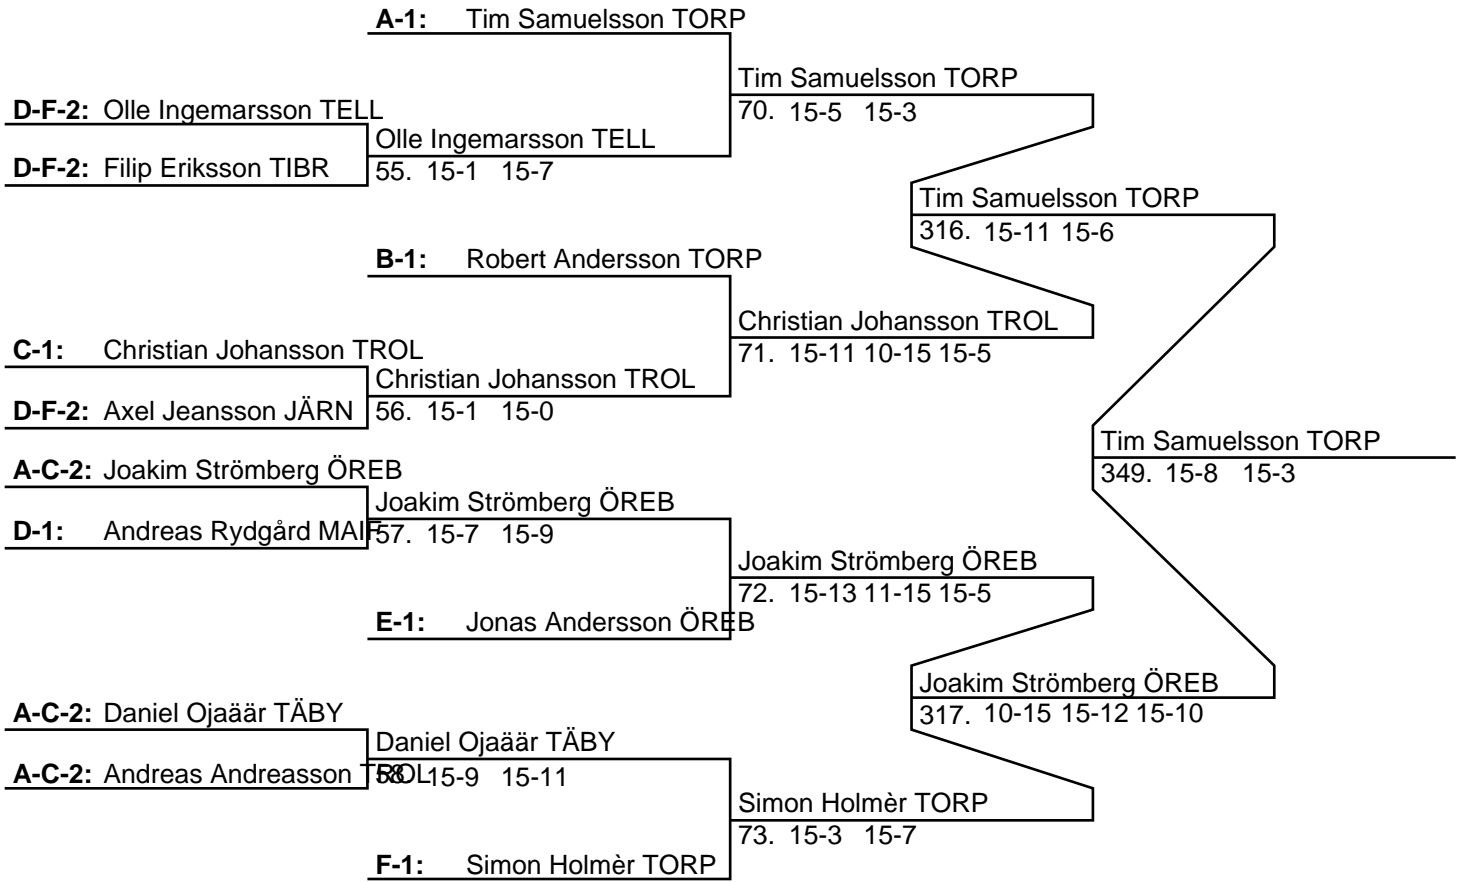 A-1: Tim Samuelsson TORP
Tim Samuelsson TORP
70. 15-5 15-3
D-F-2: Olle Ingemarsson TELL
Olle Ingemarsson TELL
D-F-2: Filip Eriksson TIBR
55. 15-1 15-7
Tim Samuelsson TORP
316. 15-11 15-6
B-1: Robert Andersson TORP
Christian Johansson TROL
71. 15-11 10-15 15-5
C-1: Christian Johansson TROL
Christian Johansson TROL
D-F-2: Axel Jeansson JÄRN
56. 15-1 15-0
Tim Samuelsson TORP
349. 15-8 15-3
A-C-2: Joakim Strömberg ÖREB
Joakim Strömberg ÖREB
D-1: Andreas Rydgård MAIF
57. 15-7 15-9
Joakim Strömberg ÖREB
72. 15-13 11-15 15-5
E-1: Jonas Andersson ÖREB
Joakim Strömberg ÖREB
317. 10-15 15-12 15-10
A-C-2: Daniel Ojaäär TÄBY
Daniel Ojaäär TÄBY
A-C-2: Andreas Andreasson TROL
58. 15-9 15-11
Simon Holmèr TORP
73. 15-3 15-7
F-1: Simon Holmèr TORP